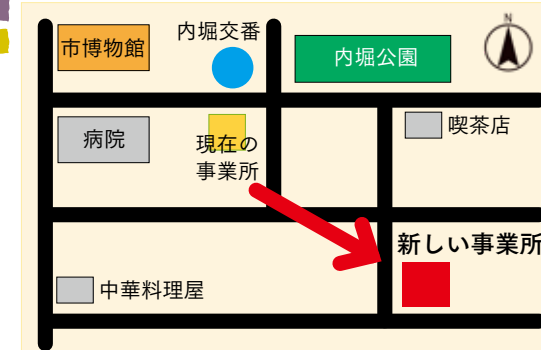 内堀交番
N
市博物館
内堀公園
病院
現在の
事業所
喫茶店
新しい事業所
中華料理屋